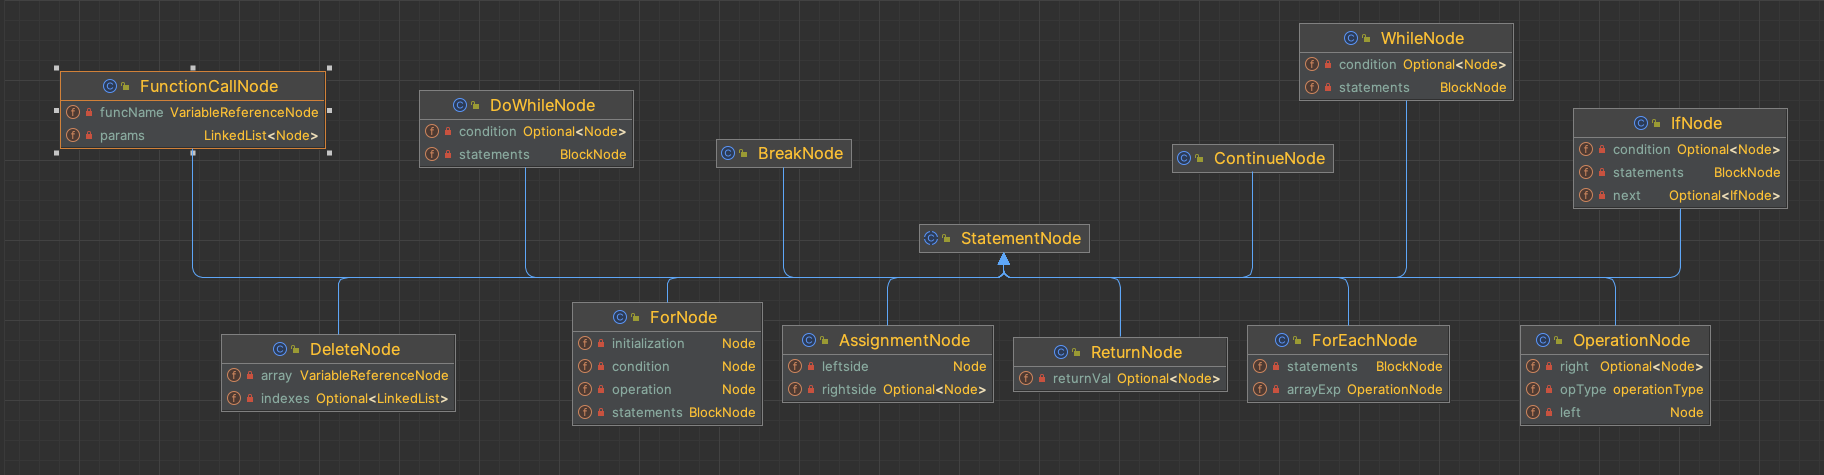 FunctionCallNode
funcName VariableReferenceNode
params LinkedList<Node>
DoWhileNode
condition Optional<Node>
statements BlockNode
BreakNode
StatementNode
ContinueNode
WhileNode
condition Optional<Node>
statements BlockNode
IfNode
condition Optional<Node>
statements BlockNode
next Optional<IfNode>
DeleteNode
array VariableReferenceNode
indexes Optional<LinkedList>
ForNode
initialization Node
condition Node
operation Node
statements BlockNode
AssignmentNode
leftside Node
rightside Optional<Node>
ReturnNode
returnVal Optional<Node>
ForEachNode
statements BlockNode
arrayExp OperationNode
OperationNode
right Optional<Node>
opType operationType
left Node